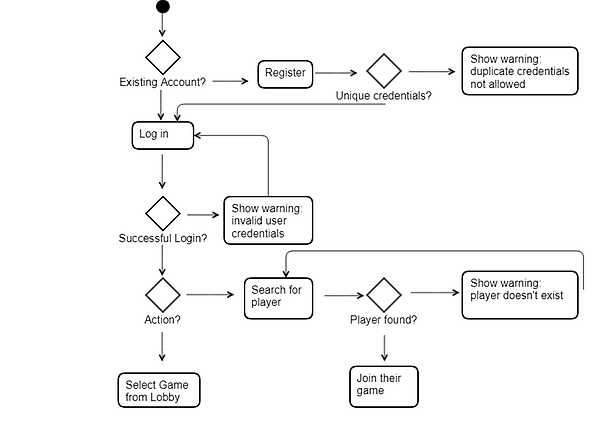 Existing Account?
Register
Unique credentials?
Show warning:
duplicate credentials
not allowed
Log in
Successful Login?
Show warning:
invalid user
credentials
Action?
Search for
player
Player found?
Show warning:
player doesn't exist
Select Game
from Lobby
Join their
game